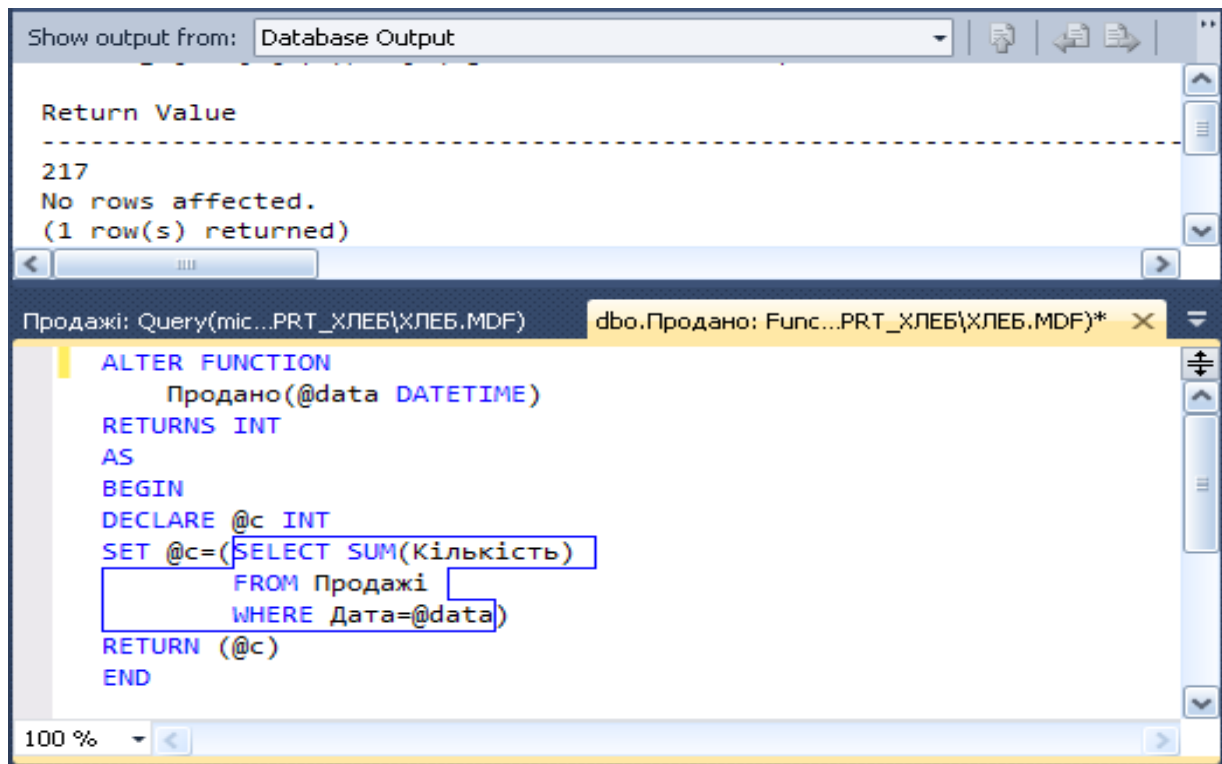 Show output from: Database Output
Return Value
217
No rows affected.
(1 row(s) returned)
Продажі: Query(mic...PRT_ХЛЕБ\ХЛЕБ.MDF) dbo.Продано: Func...PRT_ХЛЕБ\ХЛЕБ.MDF)*
ALTER FUNCTION
Продано(@data DATETIME)
RETURNS INT
AS
BEGIN
DECLARE @c INT
SET @c=(SELECT SUM(Кількість)
FROM Продажі
WHERE Дата=@data)
RETURN (@c)
END
100 %